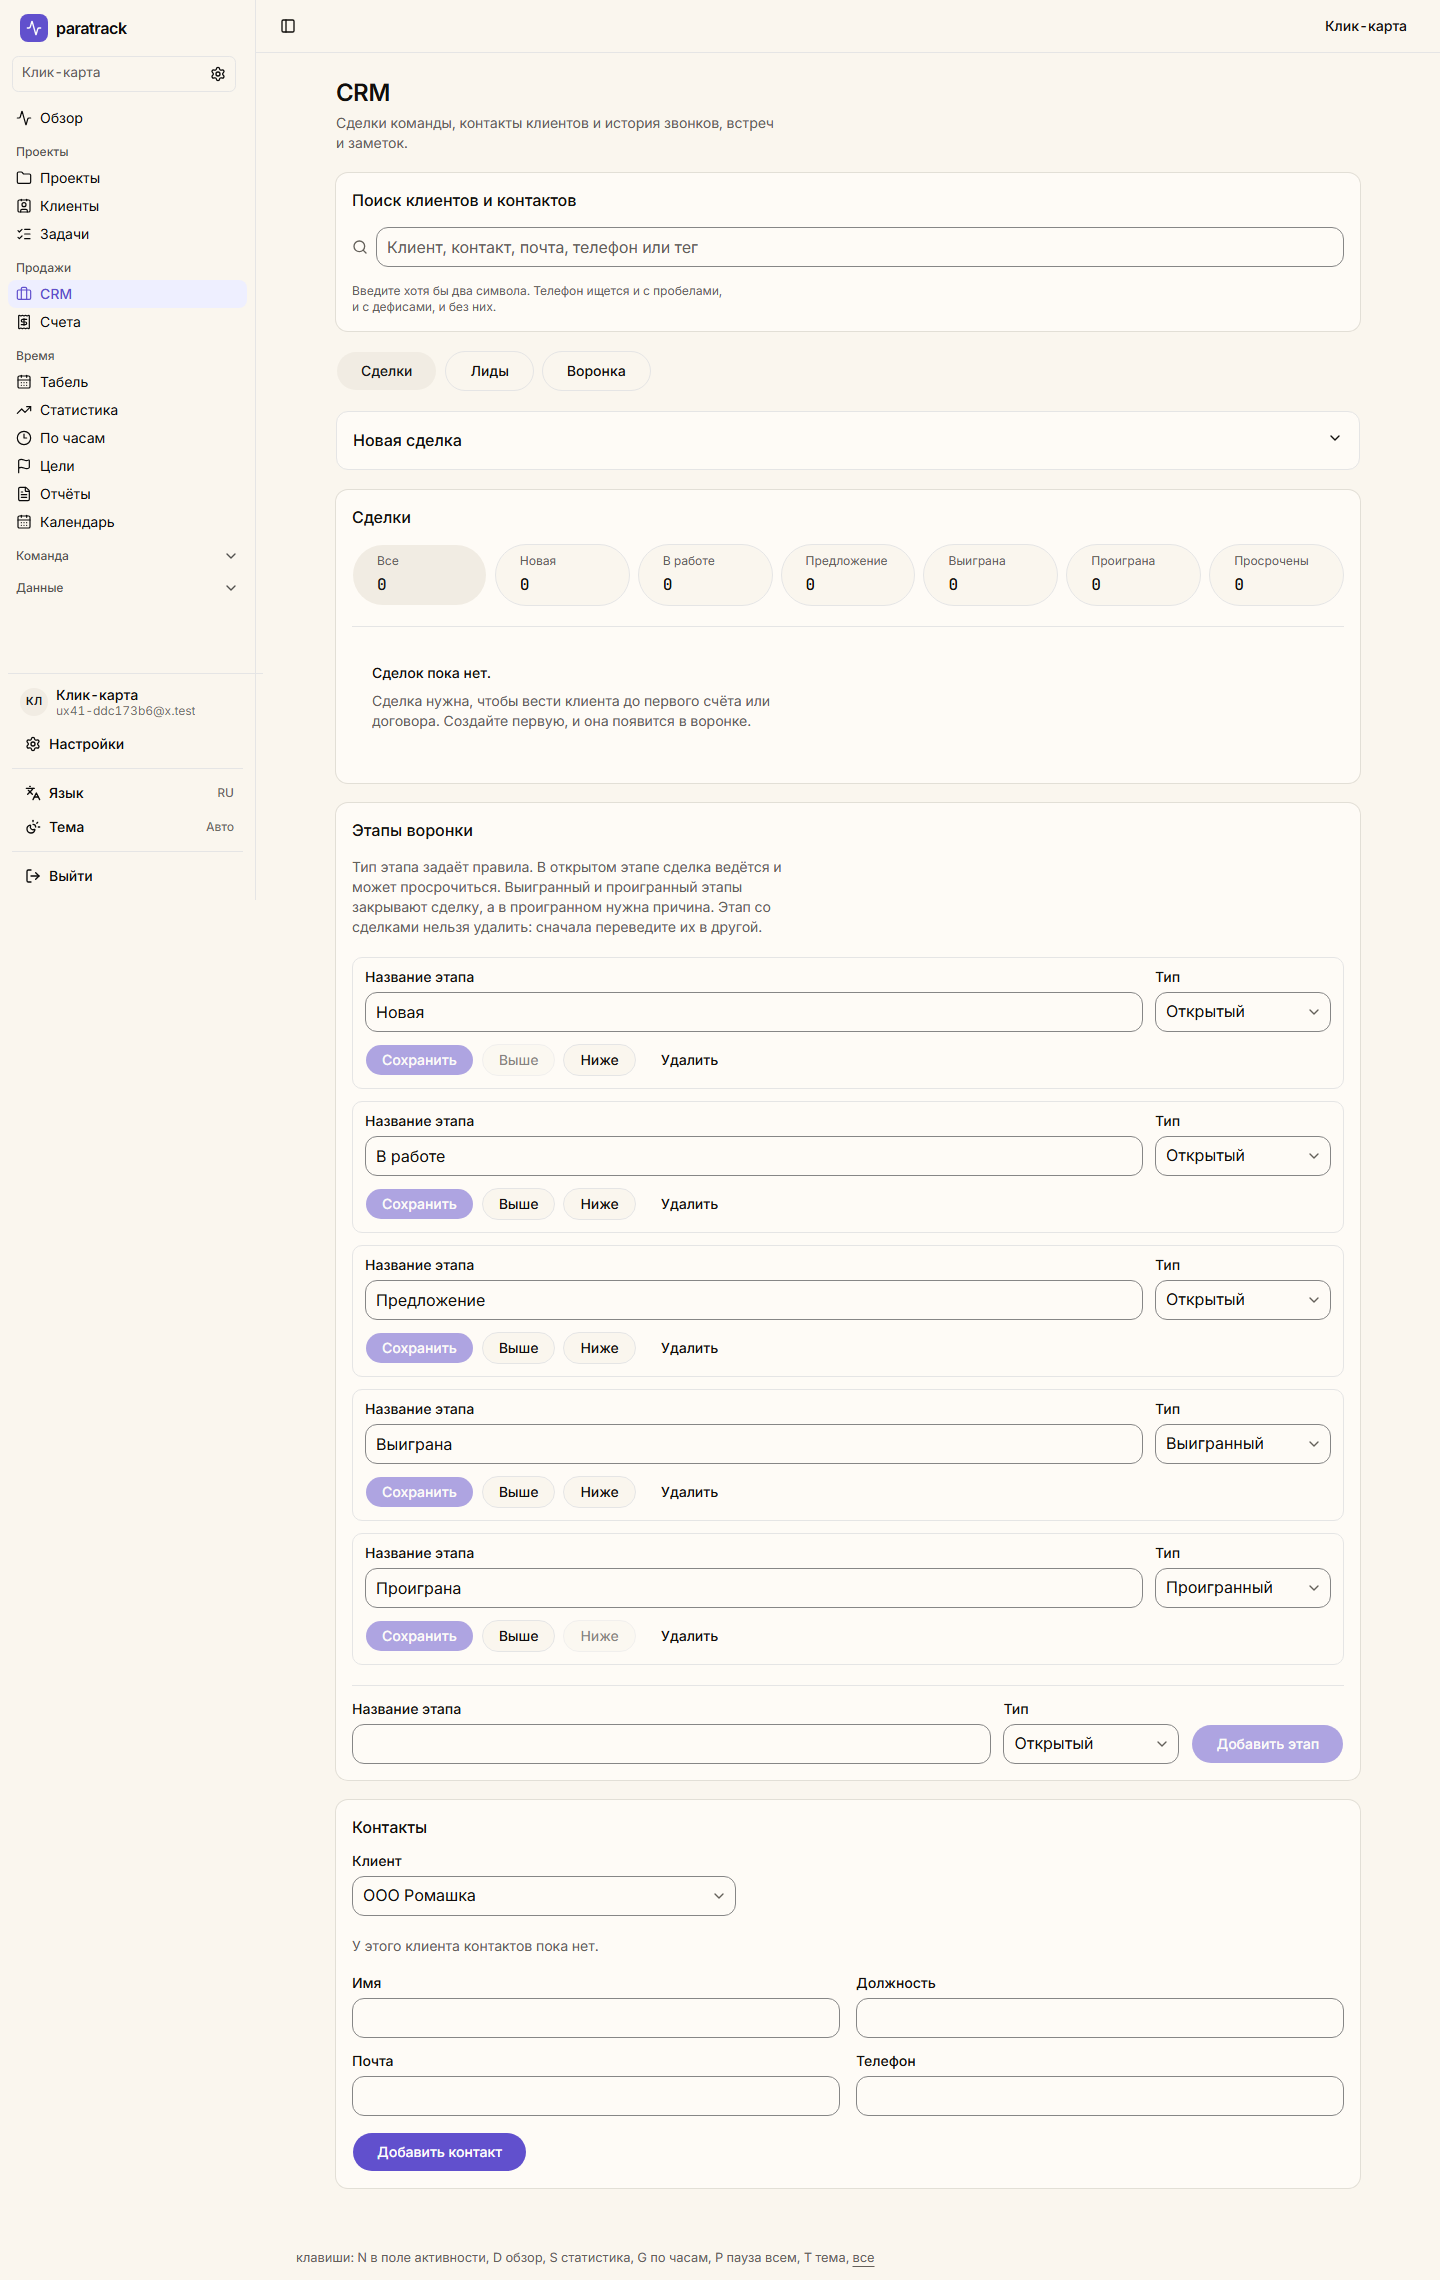 paratrack
Клик-карта
Клик-карта
Обзор
Проекты
Проекты
Клиенты
Задачи
Продажи
CRM
Счета
Время
Табель
Статистика
По часам
Цели
Отчёты
Календарь
Команда
Данные
КЛ
Клик-карта
ux41-ddc173b6@x.test
Настройки
Язык RU
Тема Авто
Выйти
CRM
Сделки команды, контакты клиентов и история звонков, встреч
и заметок.
Поиск клиентов и контактов
Клиент, контакт, почта, телефон или тег
Введите хотя бы два символа. Телефон ищется и с пробелами,
и с дефисами, и без них.
Сделки Лиды Воронка
Новая сделка
Сделки
Все Новая В работе Предложение Выиграна Проиграна Просрочены
0 0 0 0 0 0 0
Сделок пока нет.
Сделка нужна, чтобы вести клиента до первого счёта или
договора. Создайте первую, и она появится в воронке.
Этапы воронки
Тип этапа задаёт правила. В открытом этапе сделка ведётся и
может просрочиться. Выигранный и проигранный этапы
закрывают сделку, а в проигранном нужна причина. Этап со
сделками нельзя удалить: сначала переведите их в другой.
Название этапа Тип
Новая Открытый
Сохранить Выше Ниже Удалить
Название этапа Тип
В работе Открытый
Сохранить Выше Ниже Удалить
Название этапа Тип
Предложение Открытый
Сохранить Выше Ниже Удалить
Название этапа Тип
Выиграна Выигранный
Сохранить Выше Ниже Удалить
Название этапа Тип
Проиграна Проигранный
Сохранить Выше Ниже Удалить
Название этапа Тип
Открытый Добавить этап
Контакты
Клиент
ООО Ромашка
У этого клиента контактов пока нет.
Имя Должность
Почта Телефон
Добавить контакт
клавиши: N в поле активности, D обзор, S статистика, G по часам, P пауза всем, T тема, все